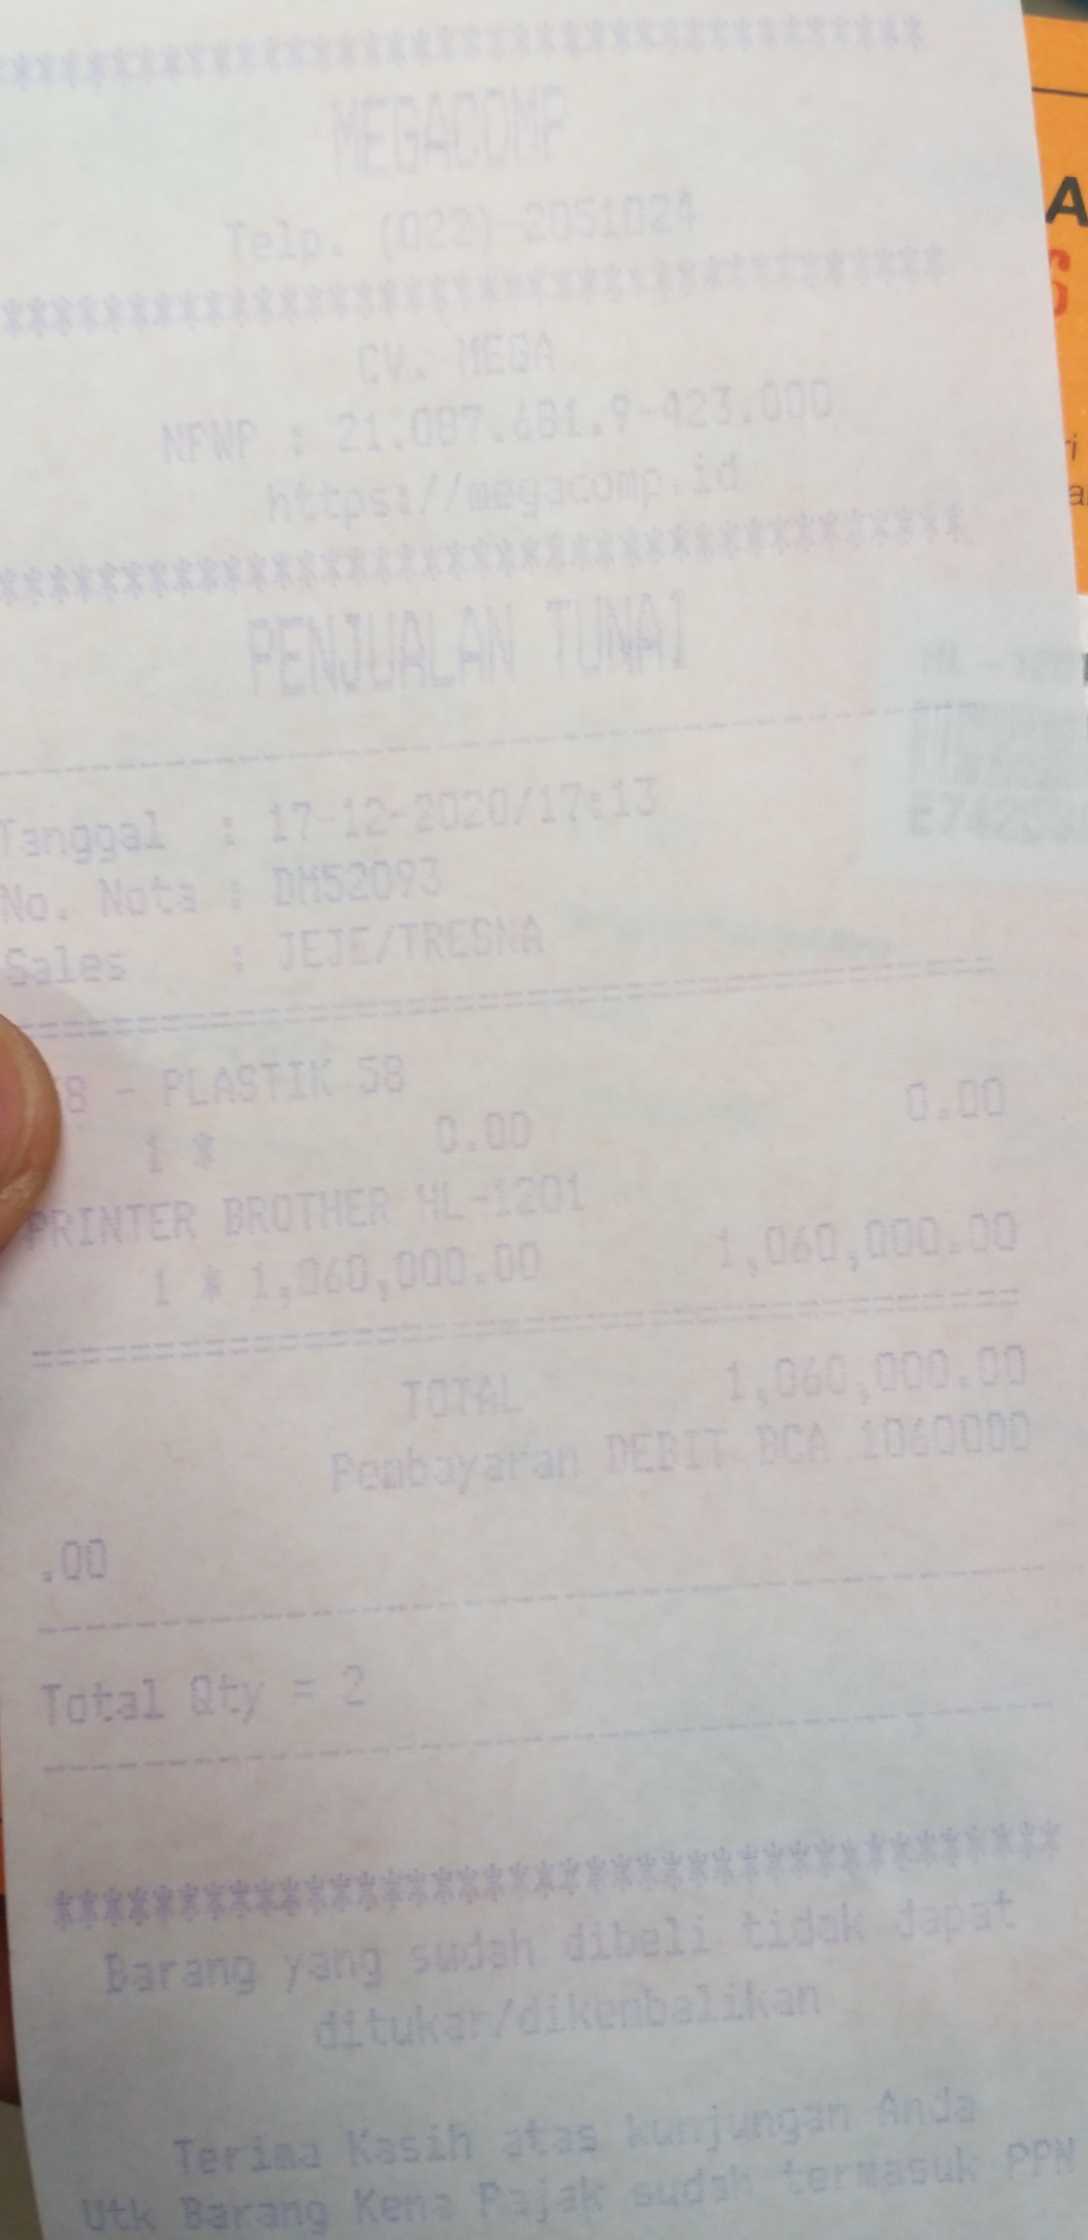 ****************************************
MEGACOMP
Telp. (022)-2051024
****************************************
CV. MEGA
NPWP : 21.087.681.9-423.000
https://megacomp.id
****************************************
PENJUALAN TUNAI
----------------------------------------
Tanggal : 17-12-2020/17:13
No. Nota : DM52093
Sales : JEJE/TRESNA
========================================
- PLASTIK 58
1 * 0.00 0.00
PRINTER BROTHER HL-1201
1 * 1,060,000.00 1,060,000.00
========================================
TOTAL 1,060,000.00
Pembayaran DEBIT BCA 1060000
.00
----------------------------------------
Total Qty = 2
----------------------------------------
****************************************
Barang yang sudah dibeli tidak dapat
ditukar/dikembalikan
Terima Kasih atas kunjungan Anda
Utk Barang Kena Pajak sudah termasuk PPN